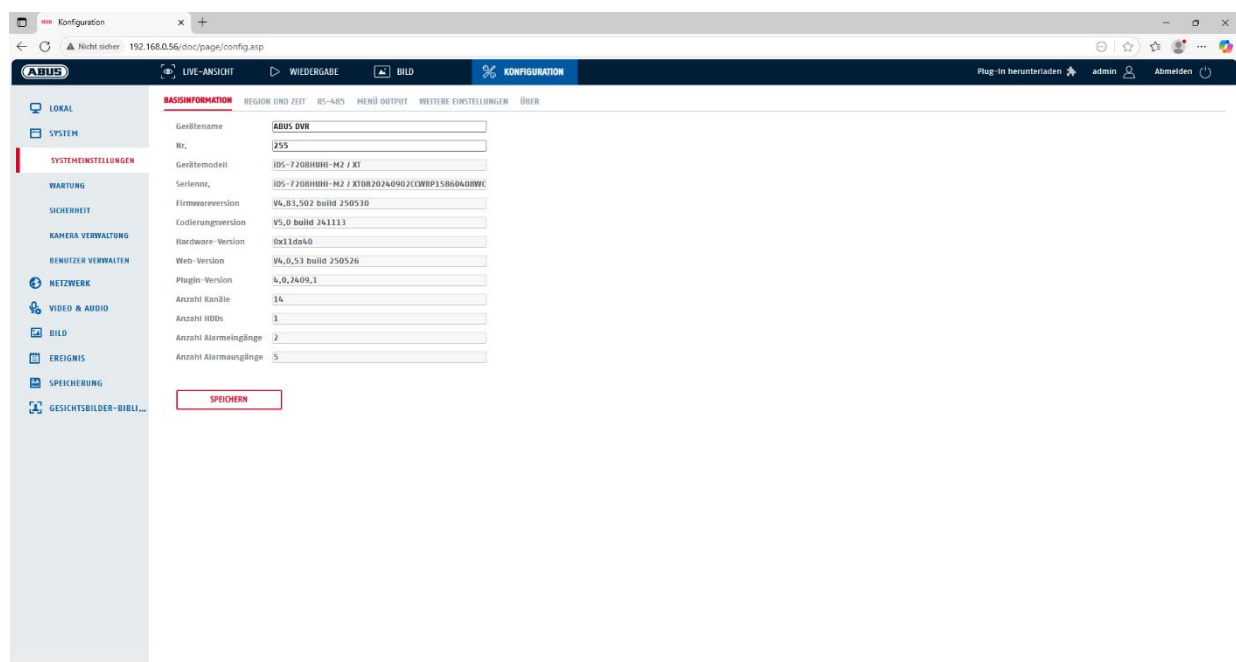 Konfiguration
Nicht sicher 192.168.0.56/doc/page/config.asp
ABUS LIVE-ANSICHT WIEDERGABE BILD KONFIGURATION Plug-In herunterladen admin Abmelden
LOKAL
SYSTEM
SYSTEMEINSTELLUNGEN
WARTUNG
SICHERHEIT
KAMERA VERWALTUNG
BENUTZER VERWALTEN
NETZWERK
VIDEO & AUDIO
BILD
EREIGNIS
SPEICHERUNG
GESICHTSBILDER-BIBLI...
BASISINFORMATION REGION UND ZEIT RS-485 MENÜ OUTPUT WEITERE EINSTELLUNGEN ÜBER
Gerätename ABUS DVR
Nr. 255
Gerätemodell iDS-7208HUHI-M2 / XT
Seriennr. iDS-7208HUHI-M2 / XT0820240902CCWRP15860408WC
Firmwareversion V4.83.502 build 250530
Codierungsversion V5.0 build 241113
Hardware-Version 0x11da40
Web-Version V4.0.53 build 250526
Plugin-Version 4.0.2409.1
Anzahl Kanäle 14
Anzahl HDDs 1
Anzahl Alarmeingänge 2
Anzahl Alarmausgänge 5
SPEICHERN